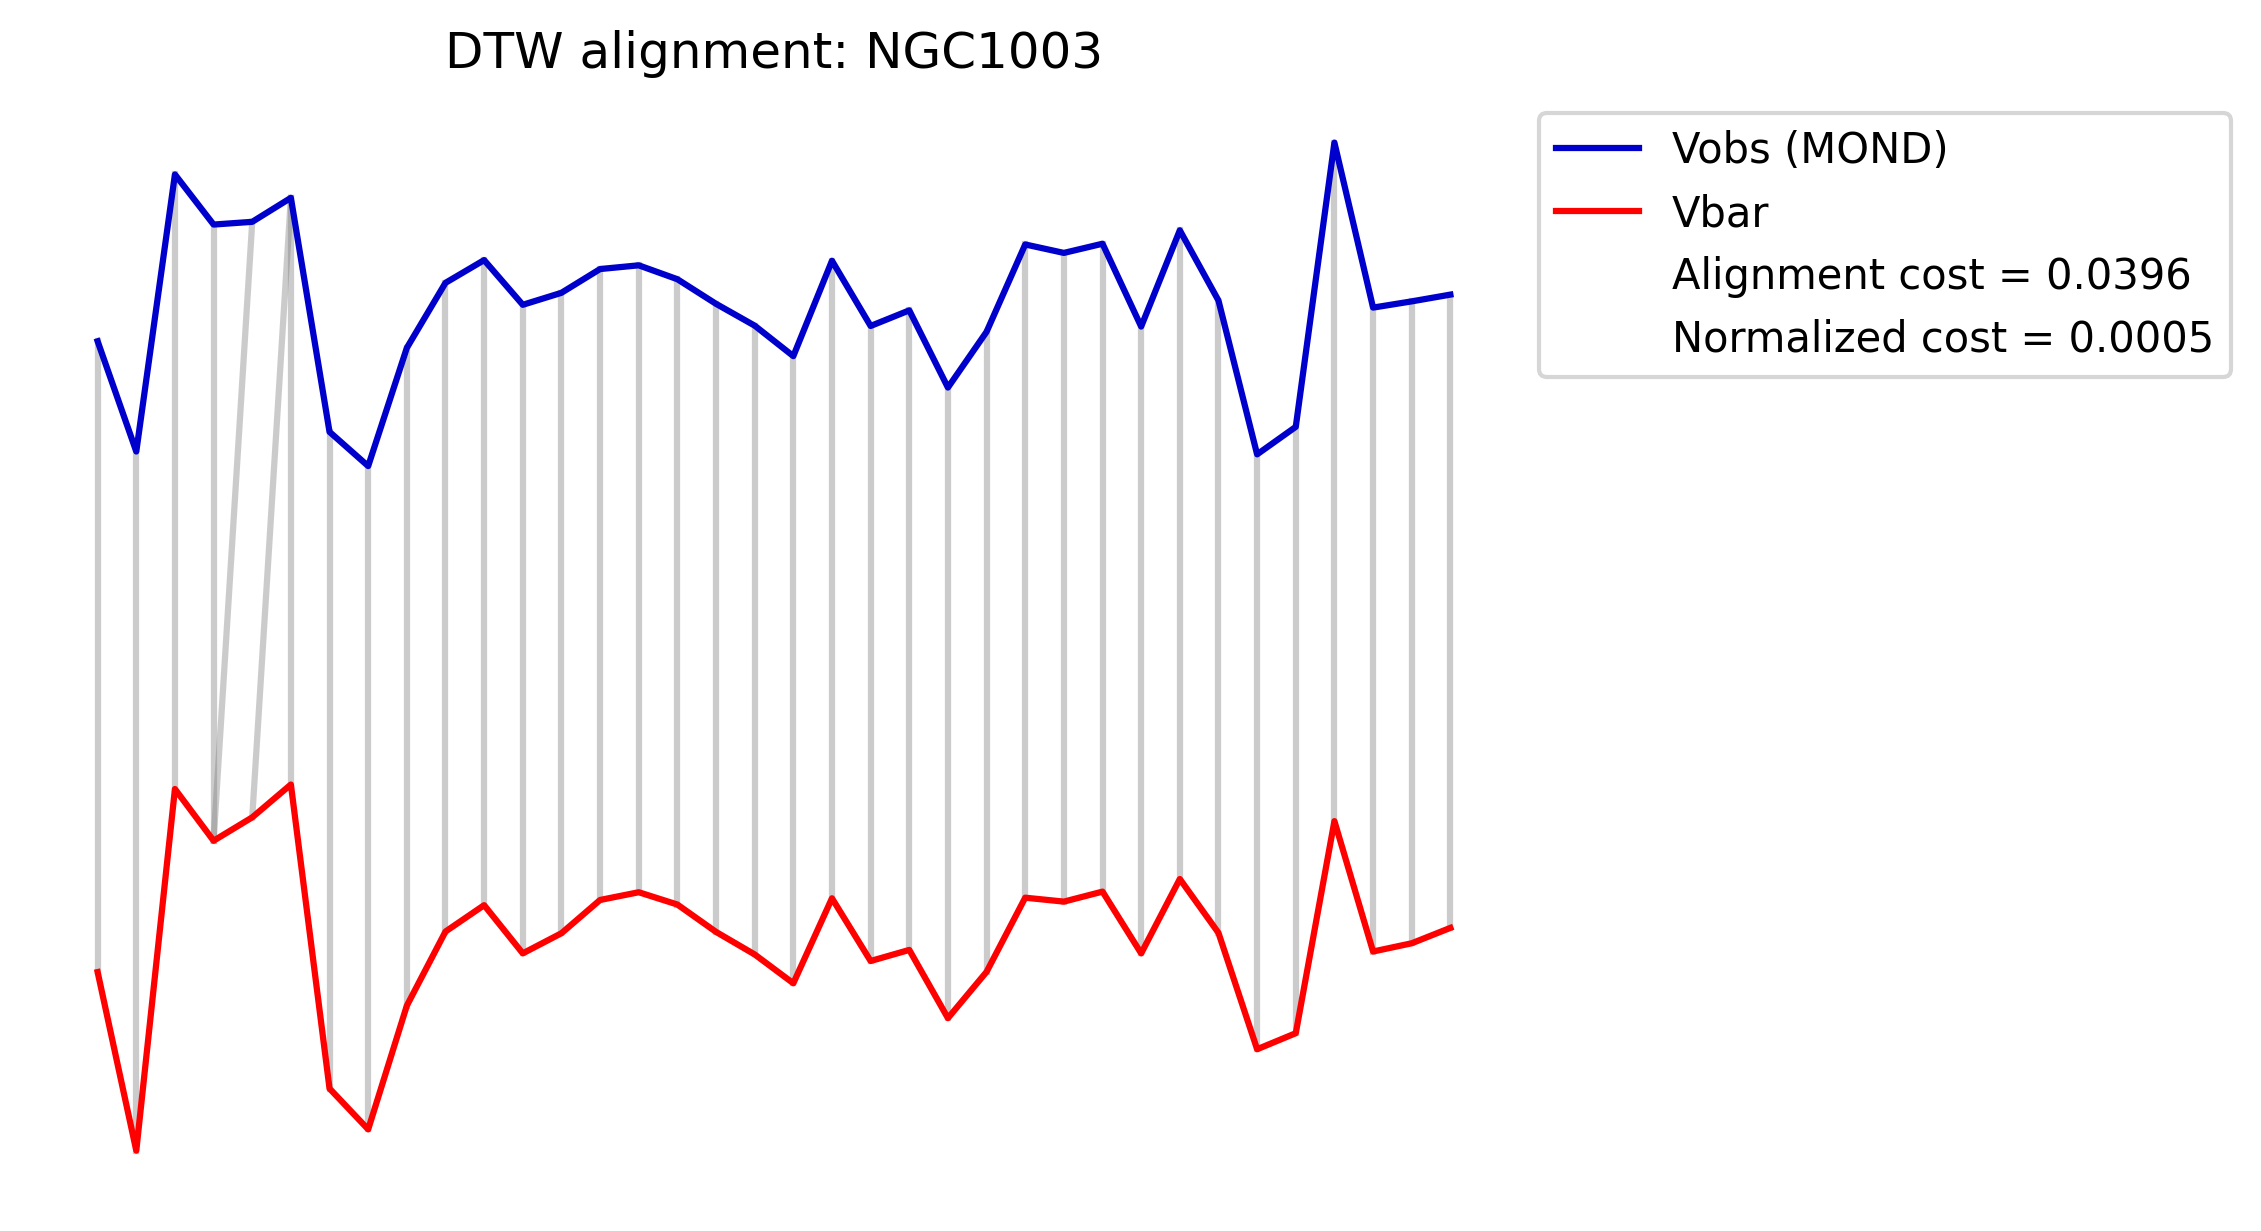 DTW alignment: NGC1003
Vobs (MOND)
Vbar
Alignment cost = 0.0396
Normalized cost = 0.0005